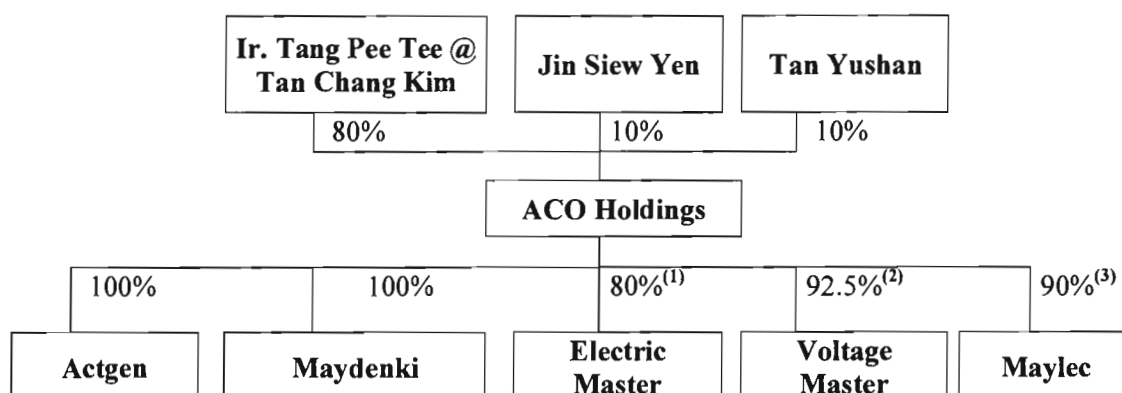 Ir. Tang Pee Tee @
Tan Chang Kim
Jin Siew Yen
Tan Yushan
80%
10%
10%
ACO Holdings
100%
100%
80%(1)
92.5%(2)
90%(3)
Actgen
Maydenki
Electric
Master
Voltage
Master
Maylec